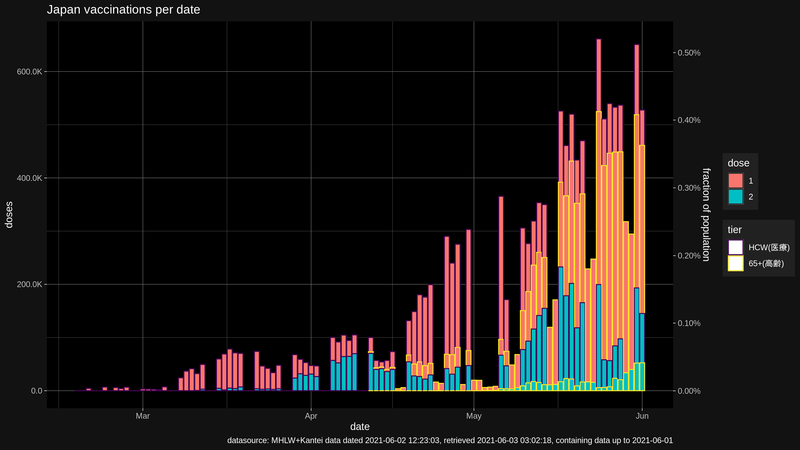 Japan vaccinations per date
doses
600.0K
400.0K
200.0K
0.0
0.50%
0.40%
0.30%
0.20%
0.10%
0.00%
fraction of population
Mar
Apr
May
Jun
date
dose
1
2
tier
HCW(医療)
65+(高齢)
datasource: MHLW+Kantei data dated 2021-06-02 12:23:03, retrieved 2021-06-03 03:02:18, containing data up to 2021-06-01